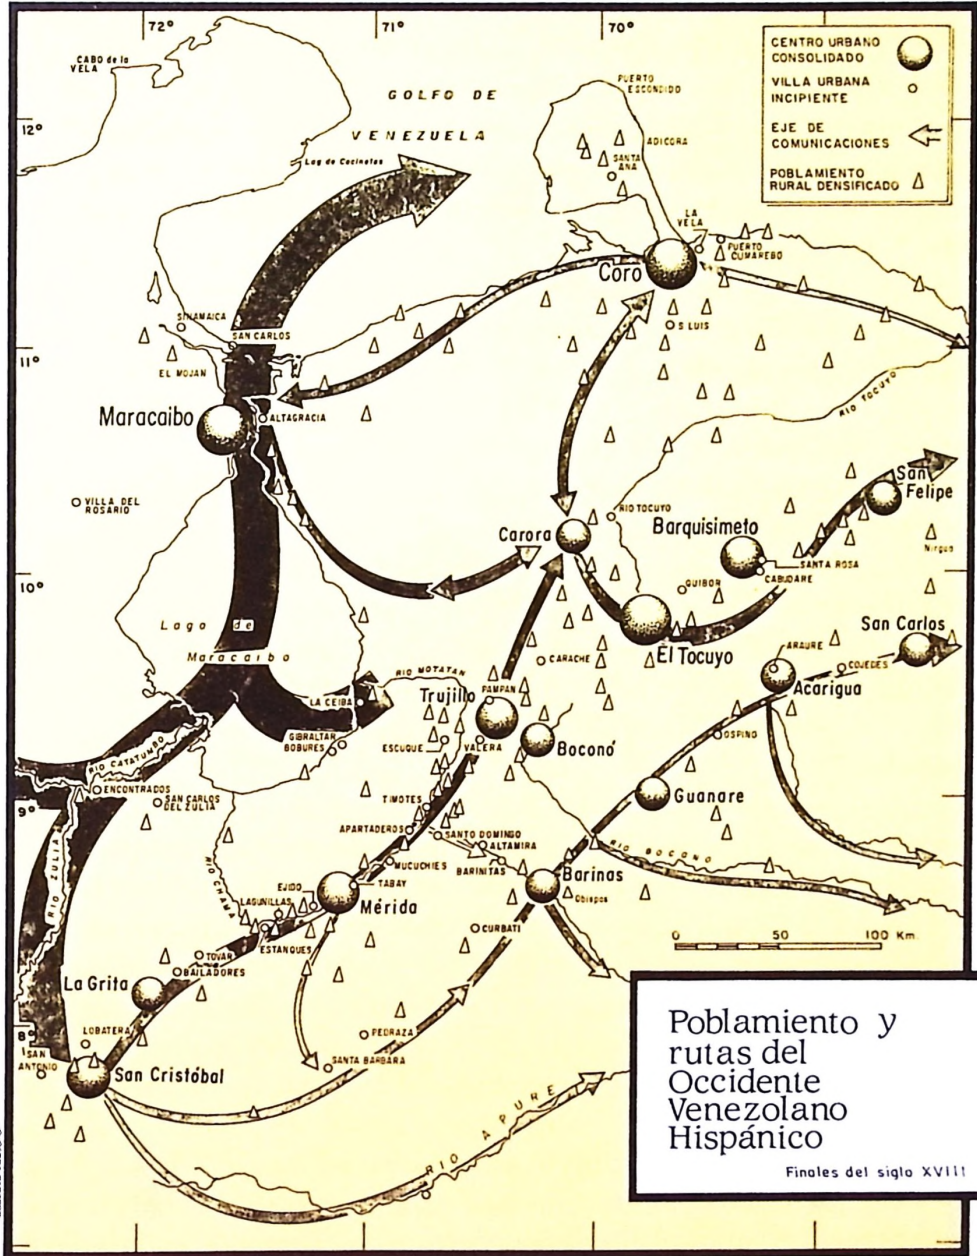 72°
71°
70°
CABO de la
VELA
GOLFO DE
VENEZUELA
Lag de Cocinetas
PUERTO
ESCONDIDO
ADICORA
SANTA
ANA
CENTRO URBANO
CONSOLIDADO
VILLA URBANA
INCIPIENTE
EJE DE
COMUNICACIONES
POBLAMIENTO
RURAL DENSIFICADO
12°
LA
VELA
PUERTO
CUMAREBO
Coro
S LUIS
SINAMAICA
SAN CARLOS
11°
EL MOJAN
Maracaibo
ALTAGRACIA
RIO TOCUYO
VILLA DEL
ROSARIO
San
Felipe
RIO TOCUYO
Carora
Barquisimeto
SANTA ROSA
CABUDARE
Nirgua
10°
QUIBOR
Lago de
Maracaibo
El Tocuyo
San Carlos
CARACHE
ARAURE
COJEDES
Acarigua
RIO MOTATAN
LA CEIBA
Trujillo
PAMPAN
GIBRALTAR
BOBURES
ESCUQUE
VALERA
Boconó
OSPINO
RIO CATATUMBO
ENCONTRADOS
SAN CARLOS
DEL ZULIA
9°
TIMOTES
Guanare
APARTADEROS
SANTO DOMINGO
ALTAMIRA
BARINITAS
RIO BOCONO
RIO ZULIA
RIO CHAMA
MUCUCHIES
TABAY
EJIDO
LAGUNILLAS
Mérida
Barinas
Obispos
ESTANQUES
CURBATI
0 50 100 Km.
TOVAR
BAILADORES
La Grita
8°
LOBATERA
SAN
ANTONIO
San Cristóbal
PEDRAZA
SANTA BARBARA
RIO APURE
Poblamiento y
rutas del
Occidente
Venezolano
Hispánico
Finales del siglo XVIII